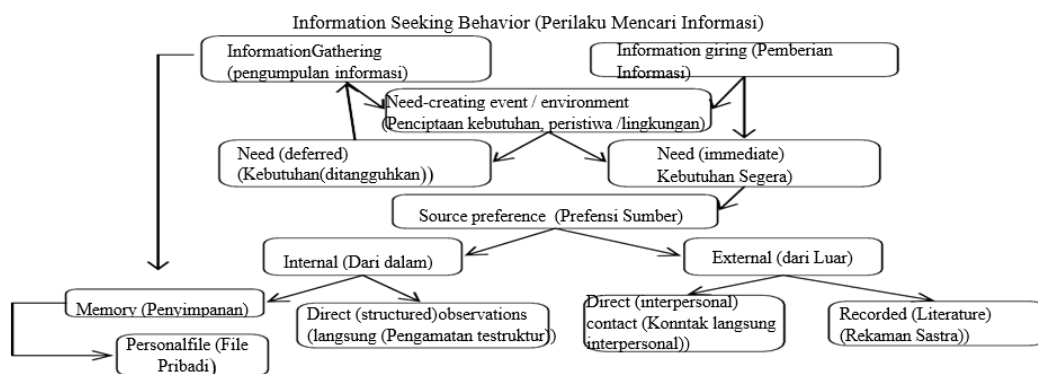 Information Seeking Behavior (Perilaku Mencari Informasi)
InformationGathering
(pengumpulan informasi)
Information giring (Pemberian
Informasi)
Need-creating event / environment
(Penciptaan kebutuhan, peristiwa /lingkungan)
Need (deferred)
(Kebutuhan(ditangguhkan))
Need (immediate)
Kebutuhan Segera)
Source preference (Prefensi Sumber)
Internal (Dari dalam)
External (dari Luar)
Memory (Penyimpanan)
Direct (structured)observations
(langsung (Pengamatan testruktur))
Direct (interpersonal)
contact (Konntak langsung
interpersonal))
Recorded (Literature)
(Rekaman Sastra))
Personalfile (File
Pribadi)